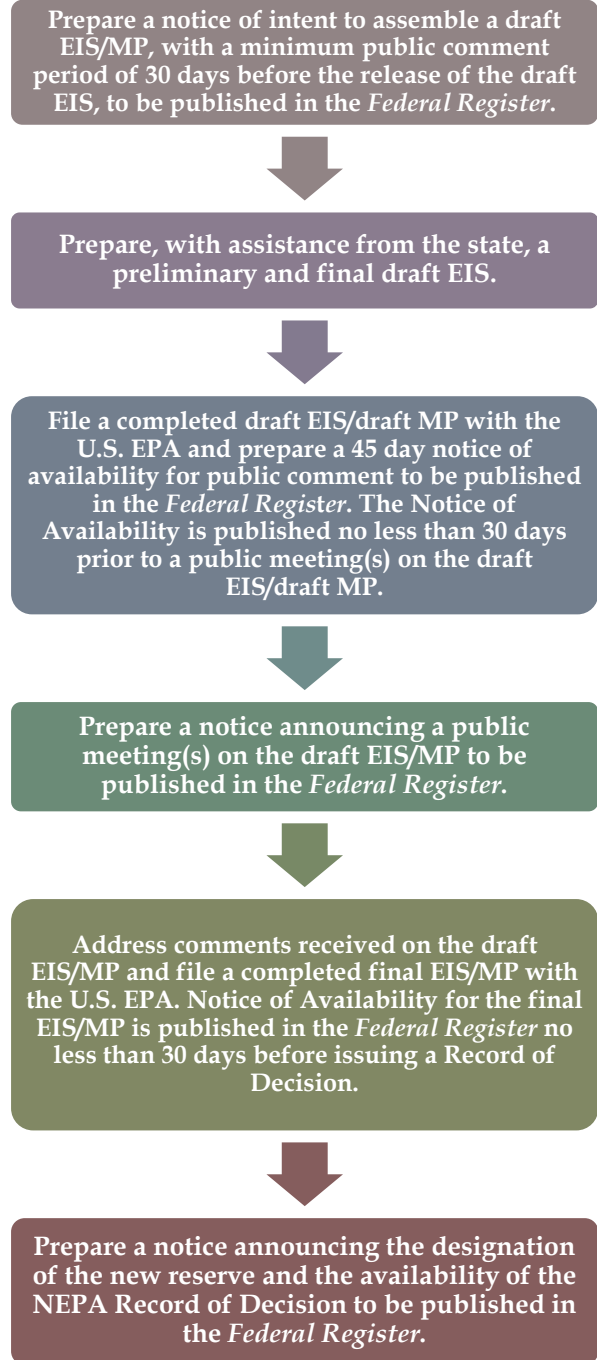 Prepare a notice of intent to assemble a draft
EIS/MP, with a minimum public comment
period of 30 days before the release of the draft
EIS, to be published in the Federal Register.
Prepare, with assistance from the state, a
preliminary and final draft EIS.
File a completed draft EIS/draft MP with the
U.S. EPA and prepare a 45 day notice of
availability for public comment to be published
in the Federal Register. The Notice of
Availability is published no less than 30 days
prior to a public meeting(s) on the draft
EIS/draft MP.
Prepare a notice announcing a public
meeting(s) on the draft EIS/MP to be
published in the Federal Register.
Address comments received on the draft
EIS/MP and file a completed final EIS/MP with
the U.S. EPA. Notice of Availability for the final
EIS/MP is published in the Federal Register no
less than 30 days before issuing a Record of
Decision.
Prepare a notice announcing the designation
of the new reserve and the availability of the
NEPA Record of Decision to be published in
the Federal Register.